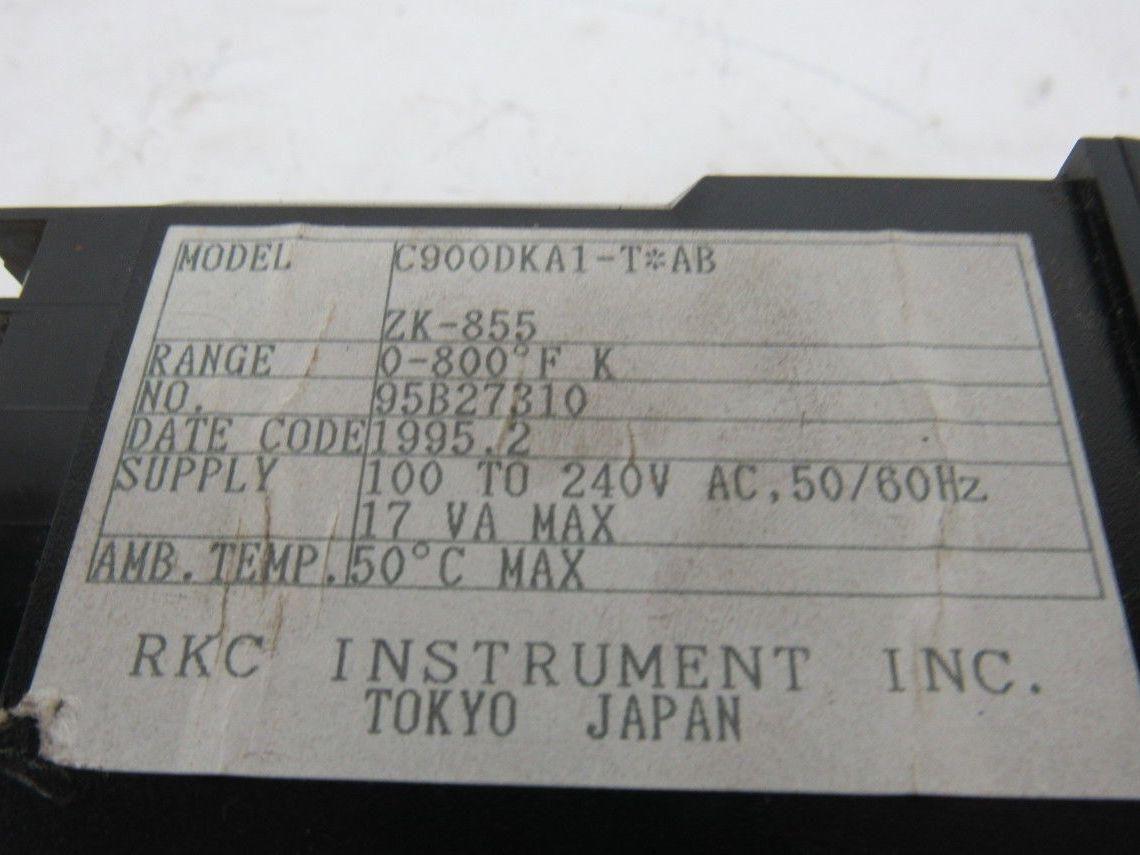 MODEL C900DKA1-T*AB
ZK-855
RANGE 0-800°F K
NO. 95B27310
DATE CODE 1995.2
SUPPLY 100 TO 240V AC,50/60Hz
17 VA MAX
AMB.TEMP. 50°C MAX
RKC INSTRUMENT INC.
TOKYO JAPAN